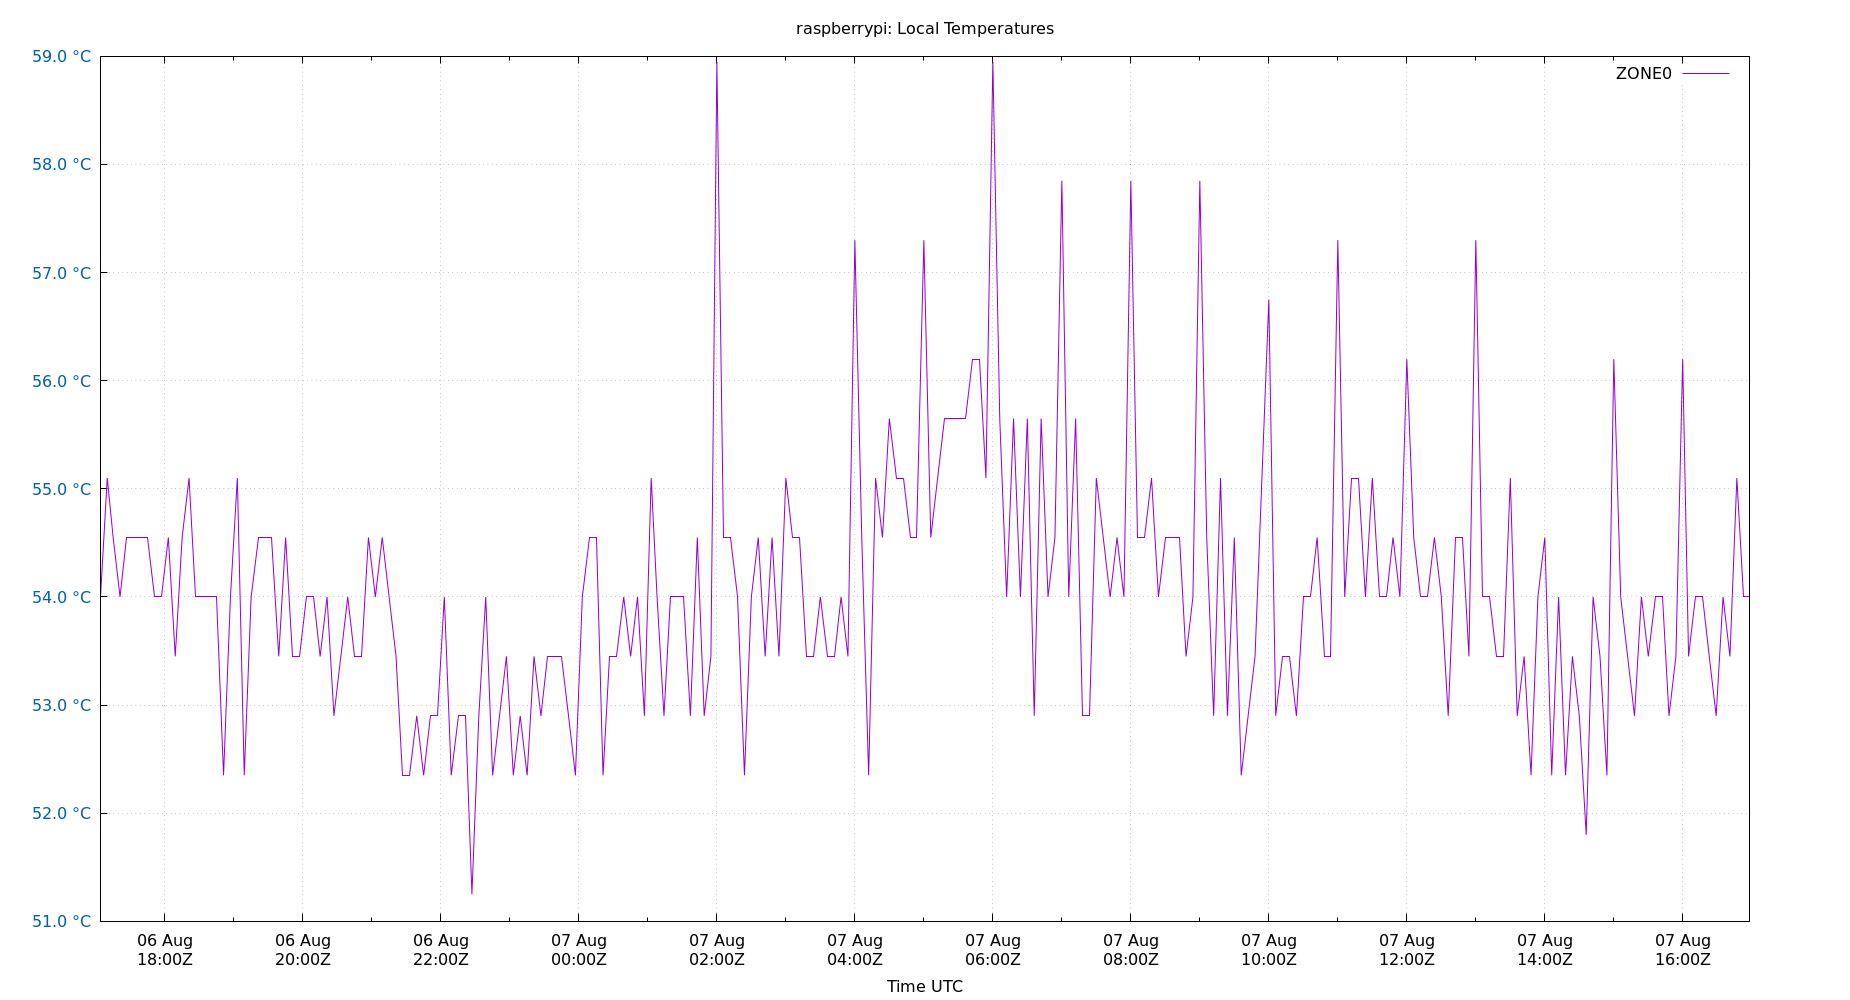 raspberrypi: Local Temperatures
59.0 °C
ZONE0
58.0 °C
57.0 °C
56.0 °C
55.0 °C
54.0 °C
53.0 °C
52.0 °C
51.0 °C
06 Aug 06 Aug 06 Aug 07 Aug 07 Aug 07 Aug 07 Aug 07 Aug 07 Aug 07 Aug 07 Aug 07 Aug
18:00Z 20:00Z 22:00Z 00:00Z 02:00Z 04:00Z 06:00Z 08:00Z 10:00Z 12:00Z 14:00Z 16:00Z
Time UTC